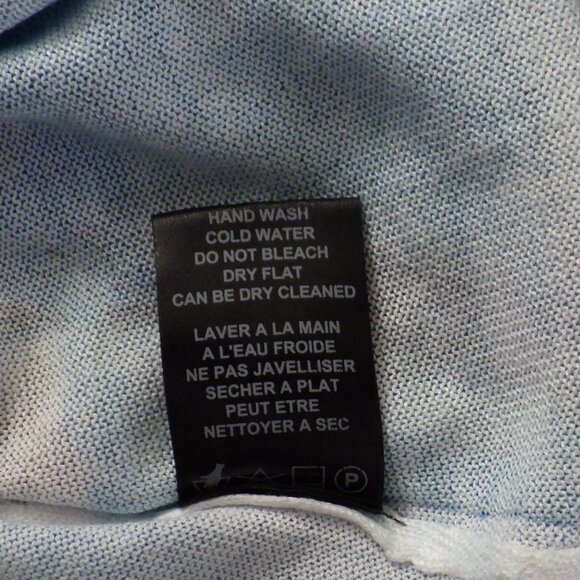 HAND WASH
COLD WATER
DO NOT BLEACH
DRY FLAT
CAN BE DRY CLEANED
LAVER A LA MAIN
A L'EAU FROIDE
NE PAS JAVELLISER
SECHER A PLAT
PEUT ETRE
NETTOYER A SEC
P